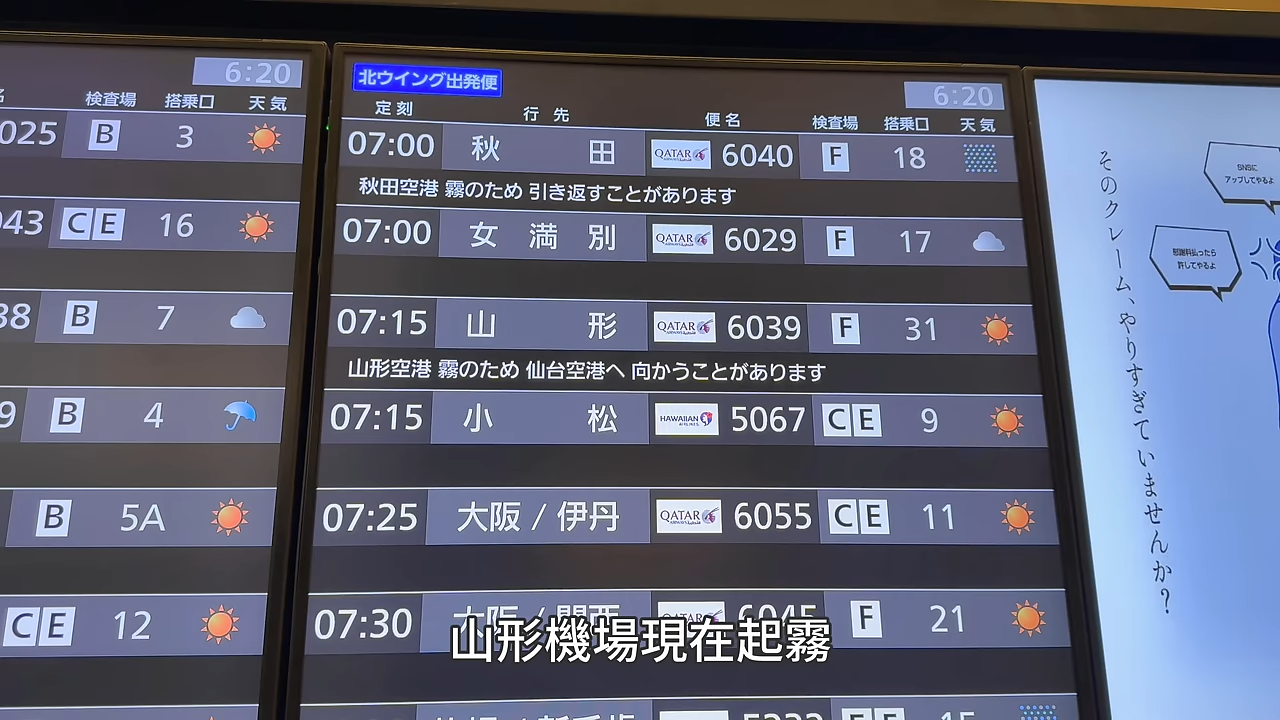 6:20
検査場 搭乗口 天気
025 B 3
043 C E 16
38 B 7
9 B 4
B 5A
C E 12
北ウイング出発便
6:20
定刻 行先 便名 検査場 搭乗口 天気
07:00 秋田 QATAR 6040 F 18
秋田空港 霧のため 引き返すことがあります
07:00 女満別 QATAR 6029 F 17
07:15 山形 QATAR 6039 F 31
山形空港 霧のため 仙台空港へ 向かうことがあります
07:15 小松 HAWAIIAN AIRLINES 5067 C E 9
07:25 大阪/伊丹 QATAR 6055 C E 11
07:30 大阪/関西 QATAR 6045 F 21
山形機場現在起霧
SNSに
アップしてやるよ
感謝料払ったら
許してやるよ
そのクレーム、やりすぎていませんか?